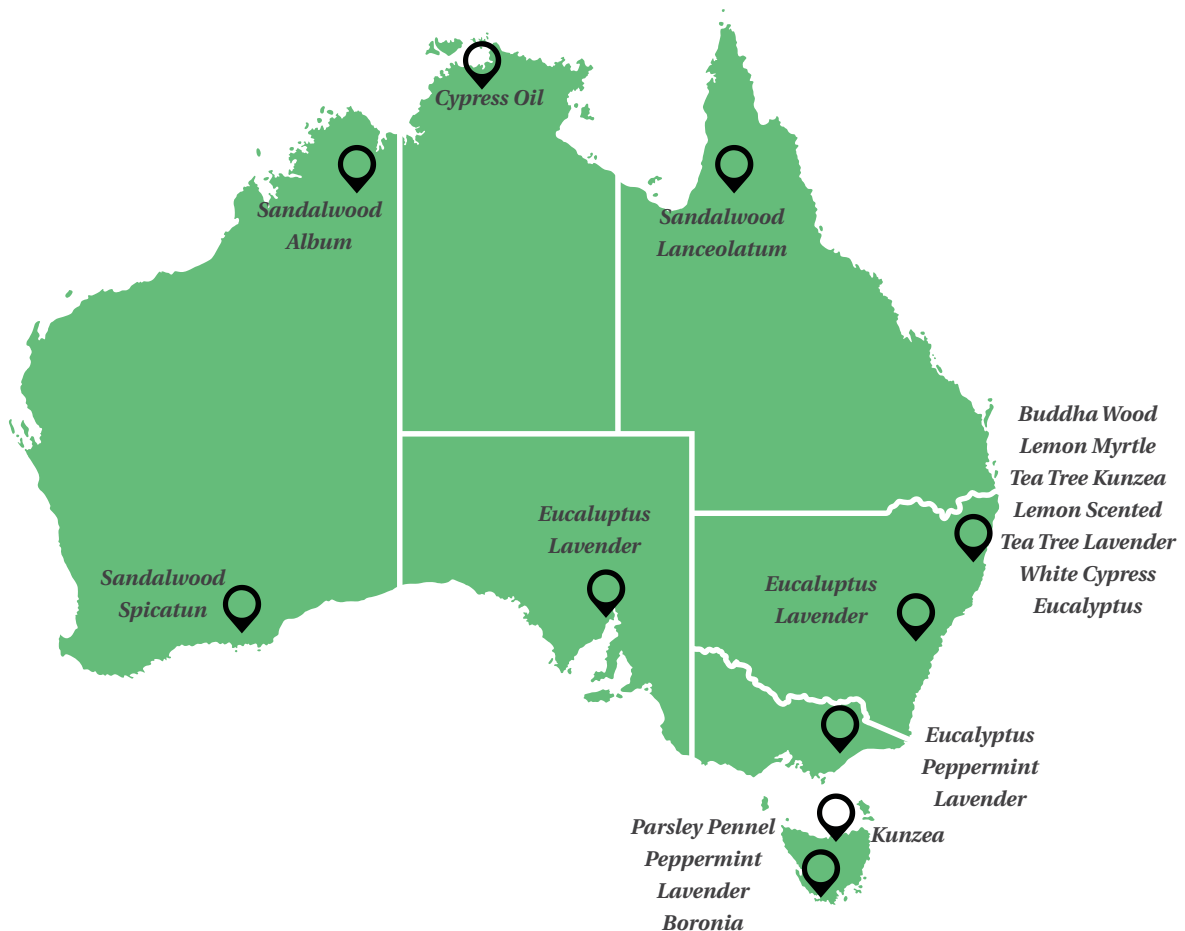 Cypress Oil
Sandalwood
Album
Sandalwood
Lanceolatum
Buddha Wood
Lemon Myrtle
Tea Tree Kunzea
Lemon Scented
Tea Tree Lavender
White Cypress
Eucalyptus
Eucaluptus
Lavender
Sandalwood
Spicatun
Eucaluptus
Lavender
Eucalyptus
Peppermint
Lavender
Parsley Pennel
Peppermint
Lavender
Boronia
Kunzea